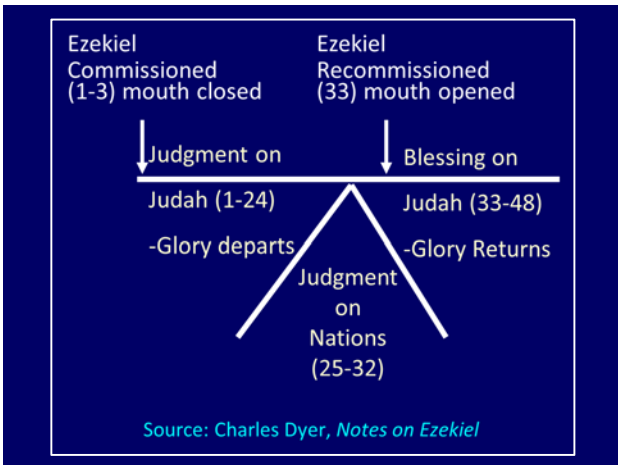 Ezekiel
Commissioned
(1-3) mouth closed
Ezekiel
Recommissioned
(33) mouth opened
Judgment on
Judah (1-24)
-Glory departs
Blessing on
Judah (33-48)
-Glory Returns
Judgment
on
Nations
(25-32)
Source: Charles Dyer, Notes on Ezekiel